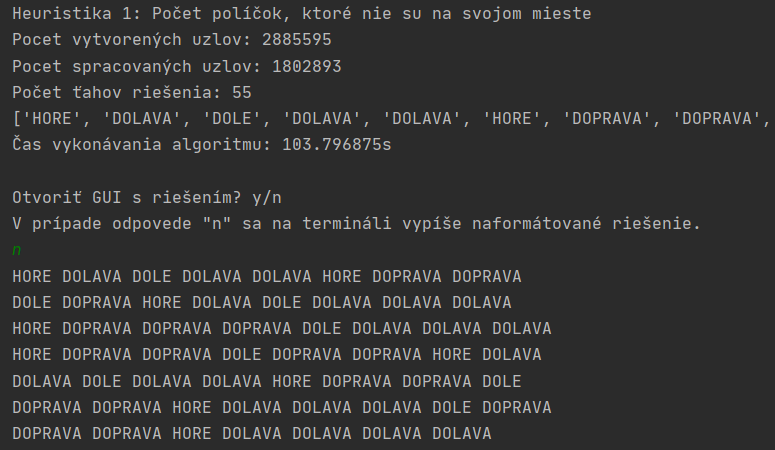 Heuristika 1: Počet políčok, ktoré nie su na svojom mieste
Pocet vytvorených uzlov: 2885595
Pocet spracovaných uzlov: 1802893
Počet ťahov riešenia: 55
['HORE', 'DOLAVA', 'DOLE', 'DOLAVA', 'DOLAVA', 'HORE', 'DOPRAVA', 'DOPRAVA',
Čas vykonávania algoritmu: 103.796875s
Otvoriť GUI s riešením? y/n
V prípade odpovede "n" sa na termináli vypíše naformátované riešenie.
n
HORE DOLAVA DOLE DOLAVA DOLAVA HORE DOPRAVA DOPRAVA
DOLE DOPRAVA HORE DOLAVA DOLE DOLAVA DOLAVA DOLAVA
HORE DOPRAVA DOPRAVA DOPRAVA DOLE DOLAVA DOLAVA DOLAVA
HORE DOPRAVA DOPRAVA DOLE DOPRAVA DOPRAVA HORE DOLAVA
DOLAVA DOLE DOLAVA DOLAVA HORE DOPRAVA DOPRAVA DOLE
DOPRAVA DOPRAVA HORE DOLAVA DOLAVA DOLAVA DOLE DOPRAVA
DOPRAVA DOPRAVA HORE DOLAVA DOLAVA DOLAVA DOLAVA